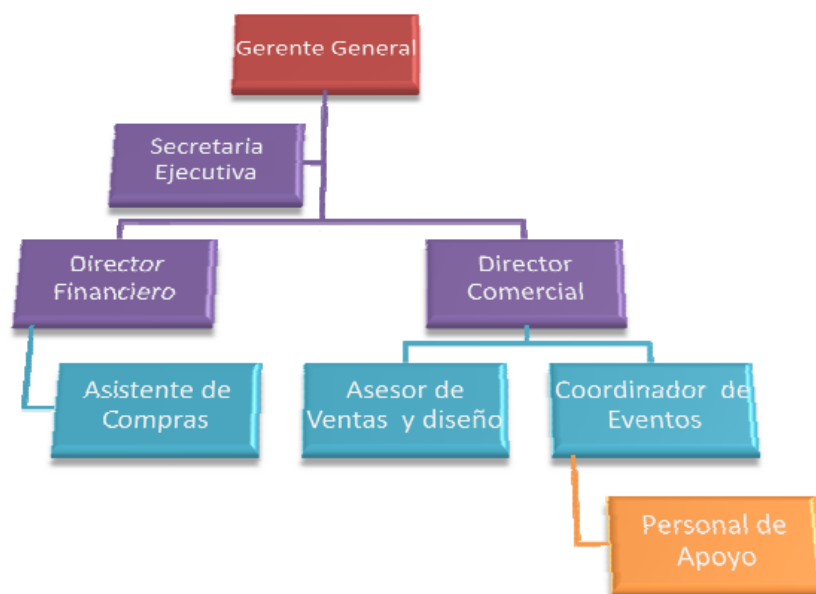 Gerente General
Secretaria
Ejecutiva
Director
Financiero
Director
Comercial
Asistente de
Compras
Asesor de
Ventas y diseño
Coordinador de
Eventos
Personal de
Apoyo